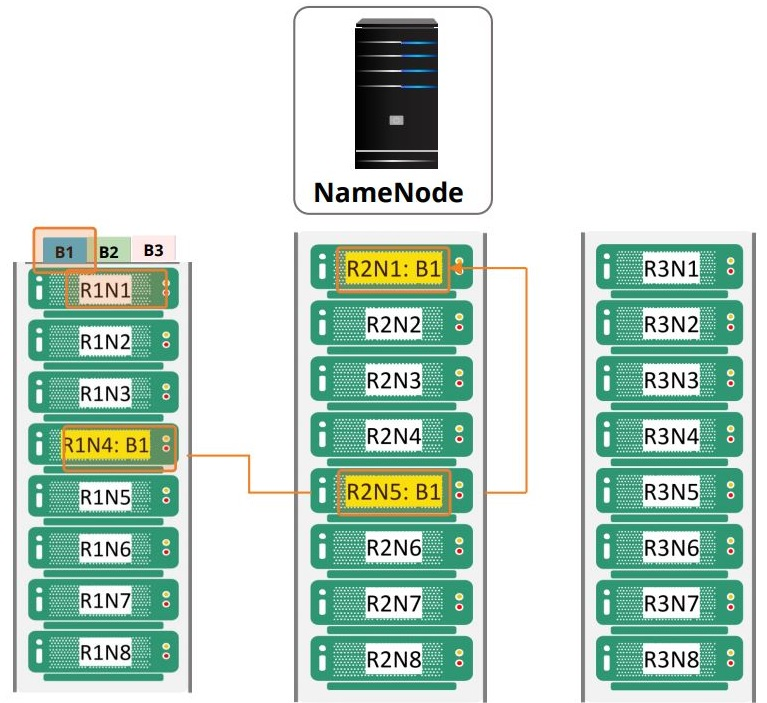 NameNode
B1 B2 B3
R1N1
R1N2
R1N3
R1N4: B1
R1N5
R1N6
R1N7
R1N8
R2N1: B1
R2N2
R2N3
R2N4
R2N5: B1
R2N6
R2N7
R2N8
R3N1
R3N2
R3N3
R3N4
R3N5
R3N6
R3N7
R3N8